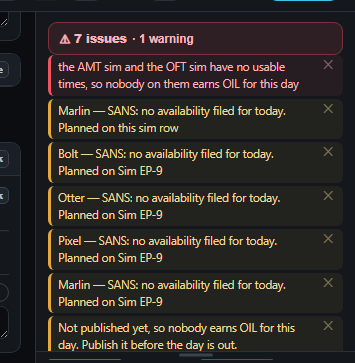 ⚠ 7 issues · 1 warning
the AMT sim and the OFT sim have no usable
times, so nobody on them earns OIL for this day
Marlin — SANS: no availability filed for today.
Planned on this sim row
Bolt — SANS: no availability filed for today.
Planned on Sim EP-9
Otter — SANS: no availability filed for today.
Planned on Sim EP-9
Pixel — SANS: no availability filed for today.
Planned on Sim EP-9
Marlin — SANS: no availability filed for today.
Planned on Sim EP-9
Not published yet, so nobody earns OIL for this
day. Publish it before the day is out.